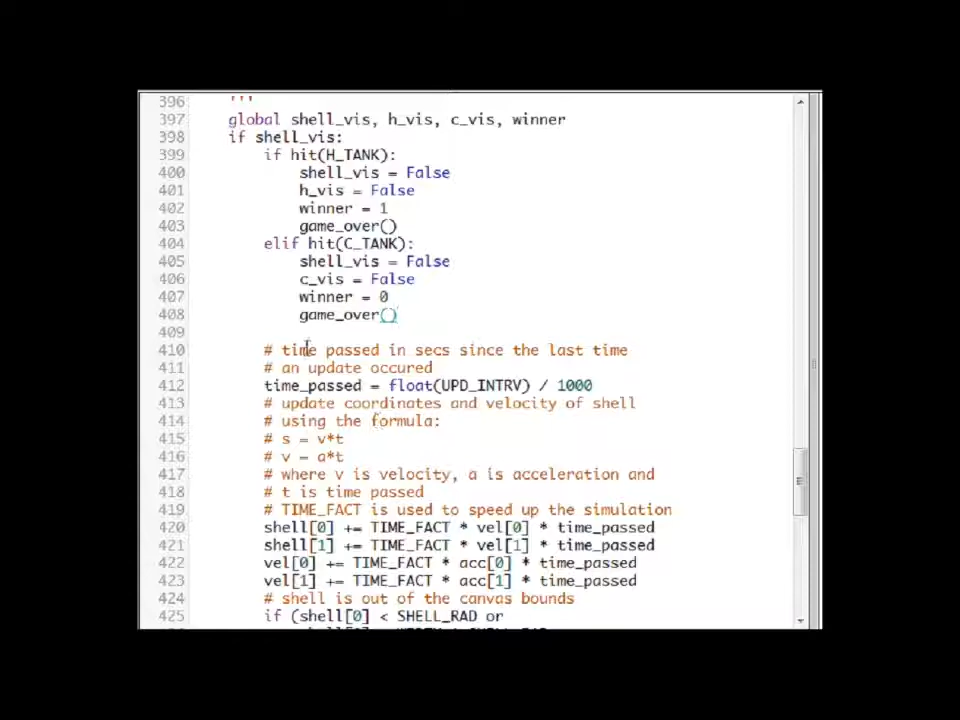 396 '''
397 global shell_vis, h_vis, c_vis, winner
398 if shell_vis:
399 if hit(H_TANK):
400 shell_vis = False
401 h_vis = False
402 winner = 1
403 game_over()
404 elif hit(C_TANK):
405 shell_vis = False
406 c_vis = False
407 winner = 0
408 game_over()
409
410 # time passed in secs since the last time
411 # an update occured
412 time_passed = float(UPD_INTRV) / 1000
413 # update coordinates and velocity of shell
414 # using the formula:
415 # s = v*t
416 # v = a*t
417 # where v is velocity, a is acceleration and
418 # t is time passed
419 # TIME_FACT is used to speed up the simulation
420 shell[0] += TIME_FACT * vel[0] * time_passed
421 shell[1] += TIME_FACT * vel[1] * time_passed
422 vel[0] += TIME_FACT * acc[0] * time_passed
423 vel[1] += TIME_FACT * acc[1] * time_passed
424 # shell is out of the canvas bounds
425 if (shell[0] < SHELL_RAD or